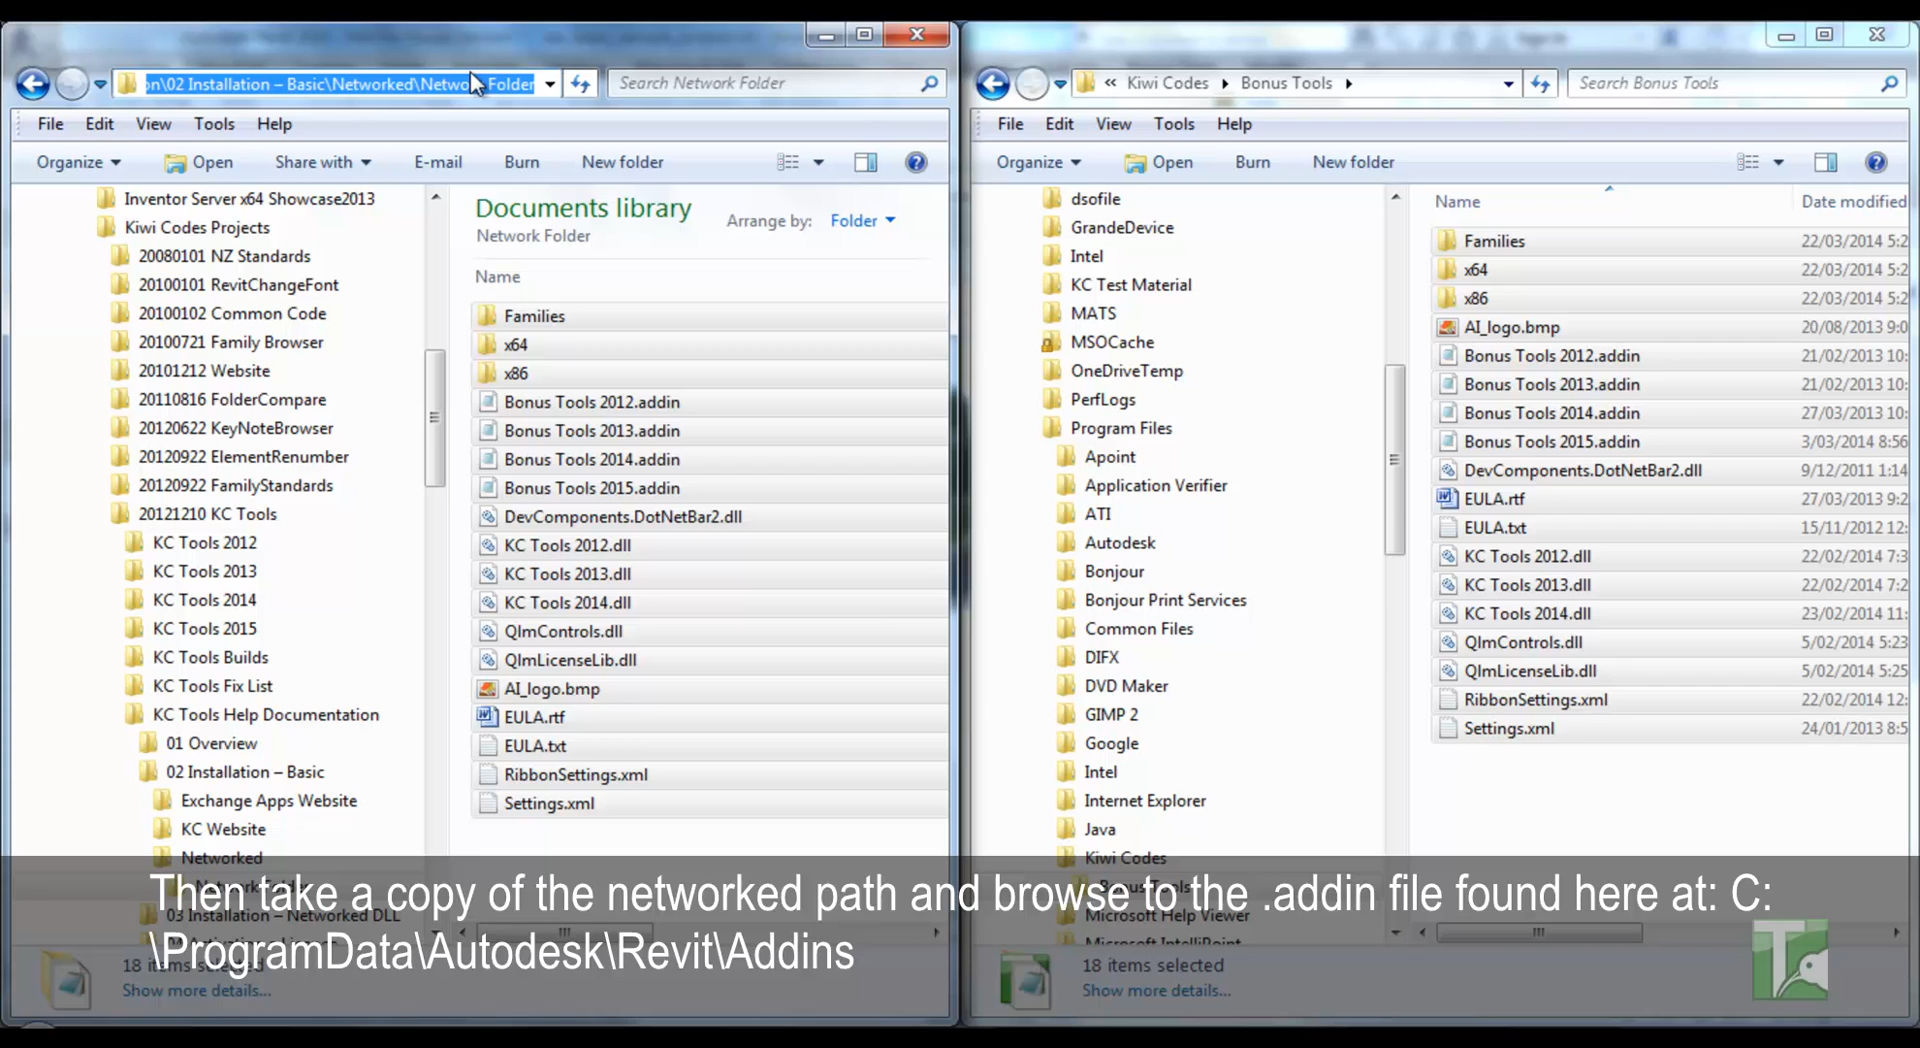 on\02 Installation – Basic\Networked\Netwo Folder
Search Network Folder
File Edit View Tools Help
Organize Open Share with E-mail Burn New folder
Inventor Server x64 Showcase2013
Kiwi Codes Projects
20080101 NZ Standards
20100101 RevitChangeFont
20100102 Common Code
20100721 Family Browser
20101212 Website
20110816 FolderCompare
20120622 KeyNoteBrowser
20120922 ElementRenumber
20120922 FamilyStandards
20121210 KC Tools
KC Tools 2012
KC Tools 2013
KC Tools 2014
KC Tools 2015
KC Tools Builds
KC Tools Fix List
KC Tools Help Documentation
01 Overview
02 Installation – Basic
Exchange Apps Website
KC Website
Networked
03 Installation – Networked DLL
Documents library
Network Folder
Arrange by: Folder
Name
Families
x64
x86
Bonus Tools 2012.addin
Bonus Tools 2013.addin
Bonus Tools 2014.addin
Bonus Tools 2015.addin
DevComponents.DotNetBar2.dll
KC Tools 2012.dll
KC Tools 2013.dll
KC Tools 2014.dll
QlmControls.dll
QlmLicenseLib.dll
AI_logo.bmp
EULA.rtf
EULA.txt
RibbonSettings.xml
Settings.xml
18 items selected
Show more details...
« Kiwi Codes Bonus Tools
Search Bonus Tools
File Edit View Tools Help
Organize Open Burn New folder
dsofile
GrandeDevice
Intel
KC Test Material
MATS
MSOCache
OneDriveTemp
PerfLogs
Program Files
Apoint
Application Verifier
ATI
Autodesk
Bonjour
Bonjour Print Services
Common Files
DIFX
DVD Maker
GIMP 2
Google
Intel
Internet Explorer
Java
Kiwi Codes
Bonus Tools
Microsoft Help Viewer
Microsoft IntelliPoint
Name Date modified
Families 22/03/2014 5:2
x64 22/03/2014 5:2
x86 22/03/2014 5:2
AI_logo.bmp 20/08/2013 9:0
Bonus Tools 2012.addin 21/02/2013 10:
Bonus Tools 2013.addin 21/02/2013 10:
Bonus Tools 2014.addin 27/03/2013 10:
Bonus Tools 2015.addin 3/03/2014 8:56
DevComponents.DotNetBar2.dll 9/12/2011 1:14
EULA.rtf 27/03/2013 9:2
EULA.txt 15/11/2012 12:
KC Tools 2012.dll 22/02/2014 7:3
KC Tools 2013.dll 22/02/2014 7:2
KC Tools 2014.dll 23/02/2014 11:
QlmControls.dll 5/02/2014 5:23
QlmLicenseLib.dll 5/02/2014 5:25
RibbonSettings.xml 22/02/2014 12:
Settings.xml 24/01/2013 8:5
18 items selected
Show more details...
Then take a copy of the networked path and browse to the .addin file found here at: C:
\ProgramData\Autodesk\Revit\Addins